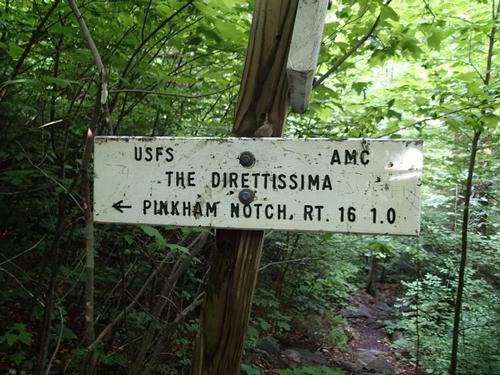 USFS AMC
THE DIRETTISSIMA
← PINKHAM NOTCH, RT. 16 1.0